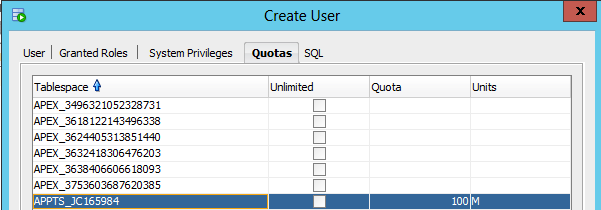 Create User
x
User Granted Roles System Privileges Quotas SQL
Tablespace Unlimited Quota Units
APEX_3496321052328731
APEX_3618122143496338
APEX_3624405313851440
APEX_3632418306476203
APEX_3638406606618093
APEX_3753603687620385
APPTS_JC165984 100 M